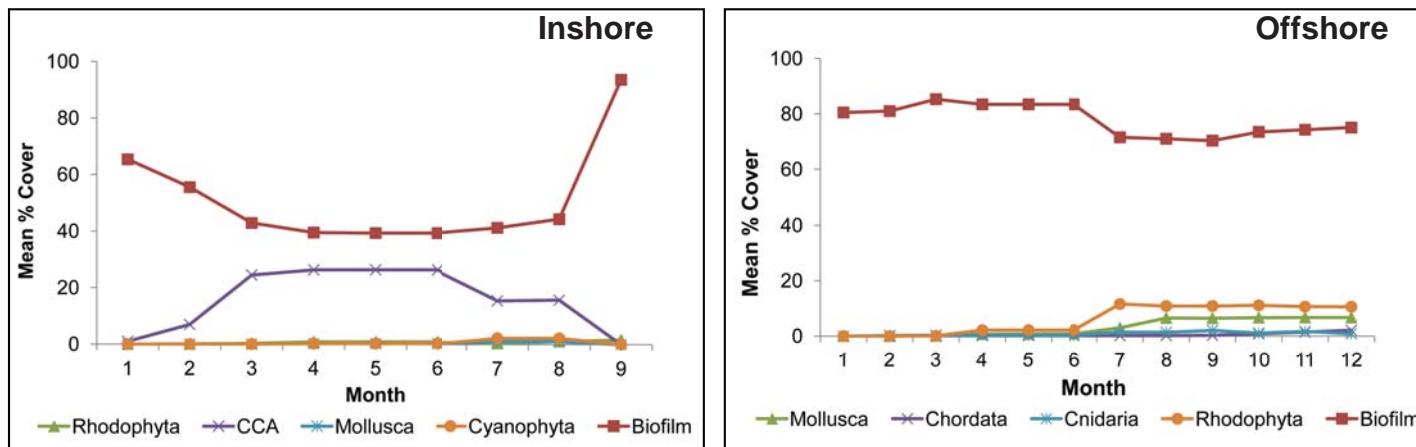 Inshore
100
80
60
40
20
0
Mean % Cover
1 2 3 4 5 6 7 8 9
Month
Rhodophyta CCA Mollusca Cyanophyta Biofilm
Offshore
100
80
60
40
20
0
Mean % Cover
1 2 3 4 5 6 7 8 9 10 11 12
Month
Mollusca Chordata Cnidaria Rhodophyta Biofilm